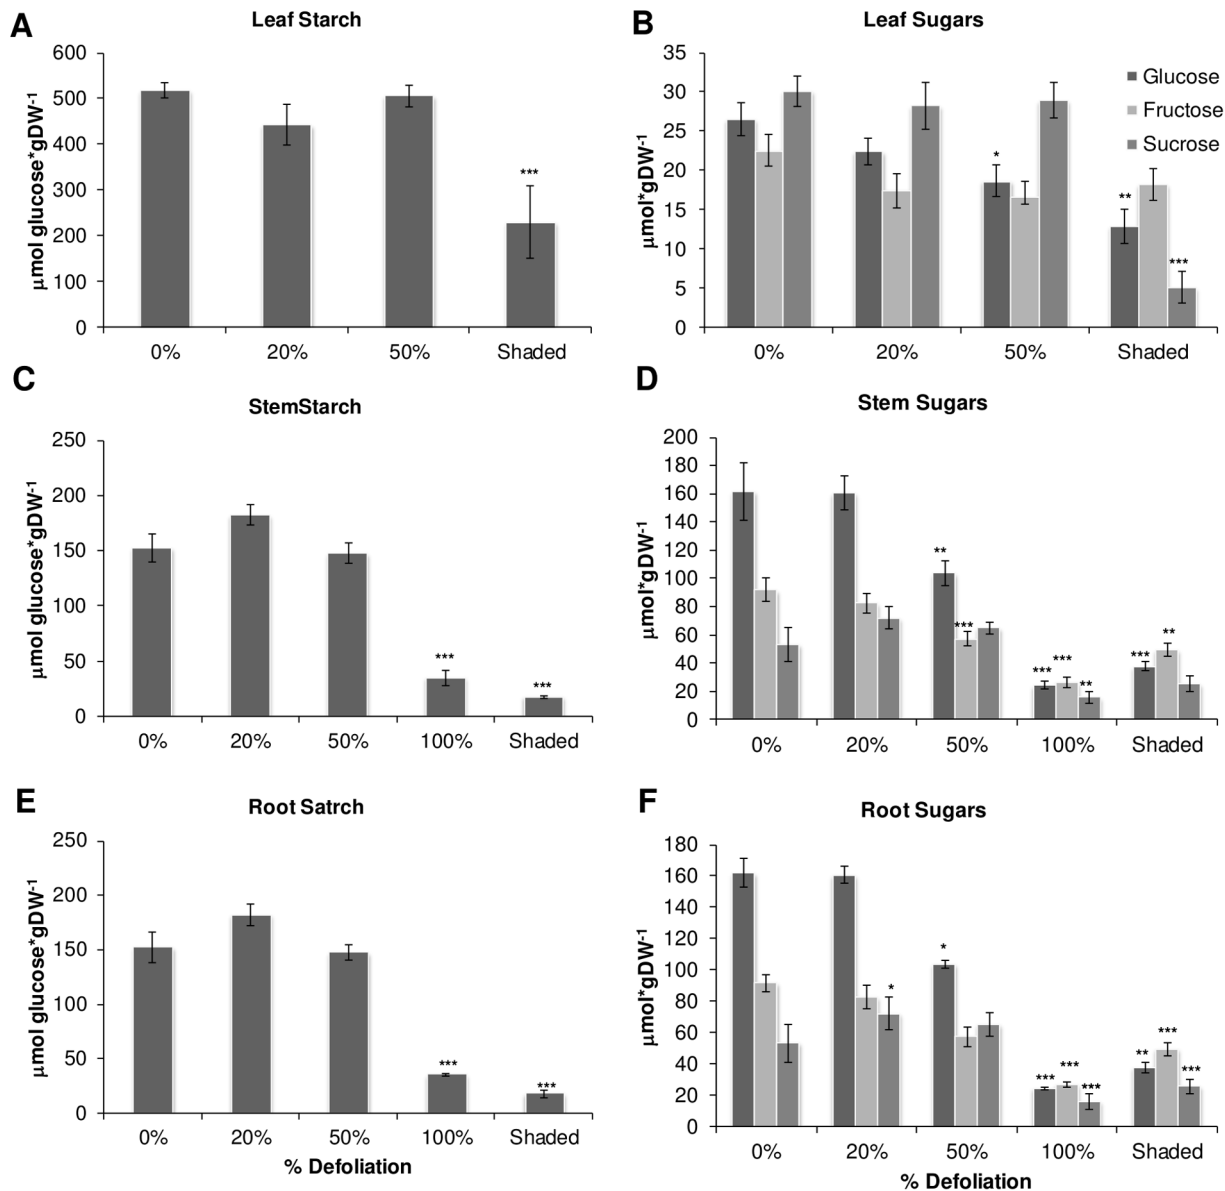 A
Leaf Starch
μmol glucose*gDW-1
600
500
400
300
200
100
0
***
0% 20% 50% Shaded
B
Leaf Sugars
μmol*gDW-1
35
30
25
20
15
10
5
0
Glucose
Fructose
Sucrose
*
**
***
0% 20% 50% Shaded
C
StemStarch
μmol glucose*gDW-1
250
200
150
100
50
0
***
***
0% 20% 50% 100% Shaded
D
Stem Sugars
μmol*gDW-1
200
180
160
140
120
100
80
60
40
20
0
**
***
***
***
**
***
**
0% 20% 50% 100% Shaded
E
Root Satrch
μmol glucose*gDW-1
250
200
150
100
50
0
***
***
0% 20% 50% 100% Shaded
% Defoliation
F
Root Sugars
μmol*gDW-1
180
160
140
120
100
80
60
40
20
0
*
*
***
***
***
**
***
***
0% 20% 50% 100% Shaded
% Defoliation